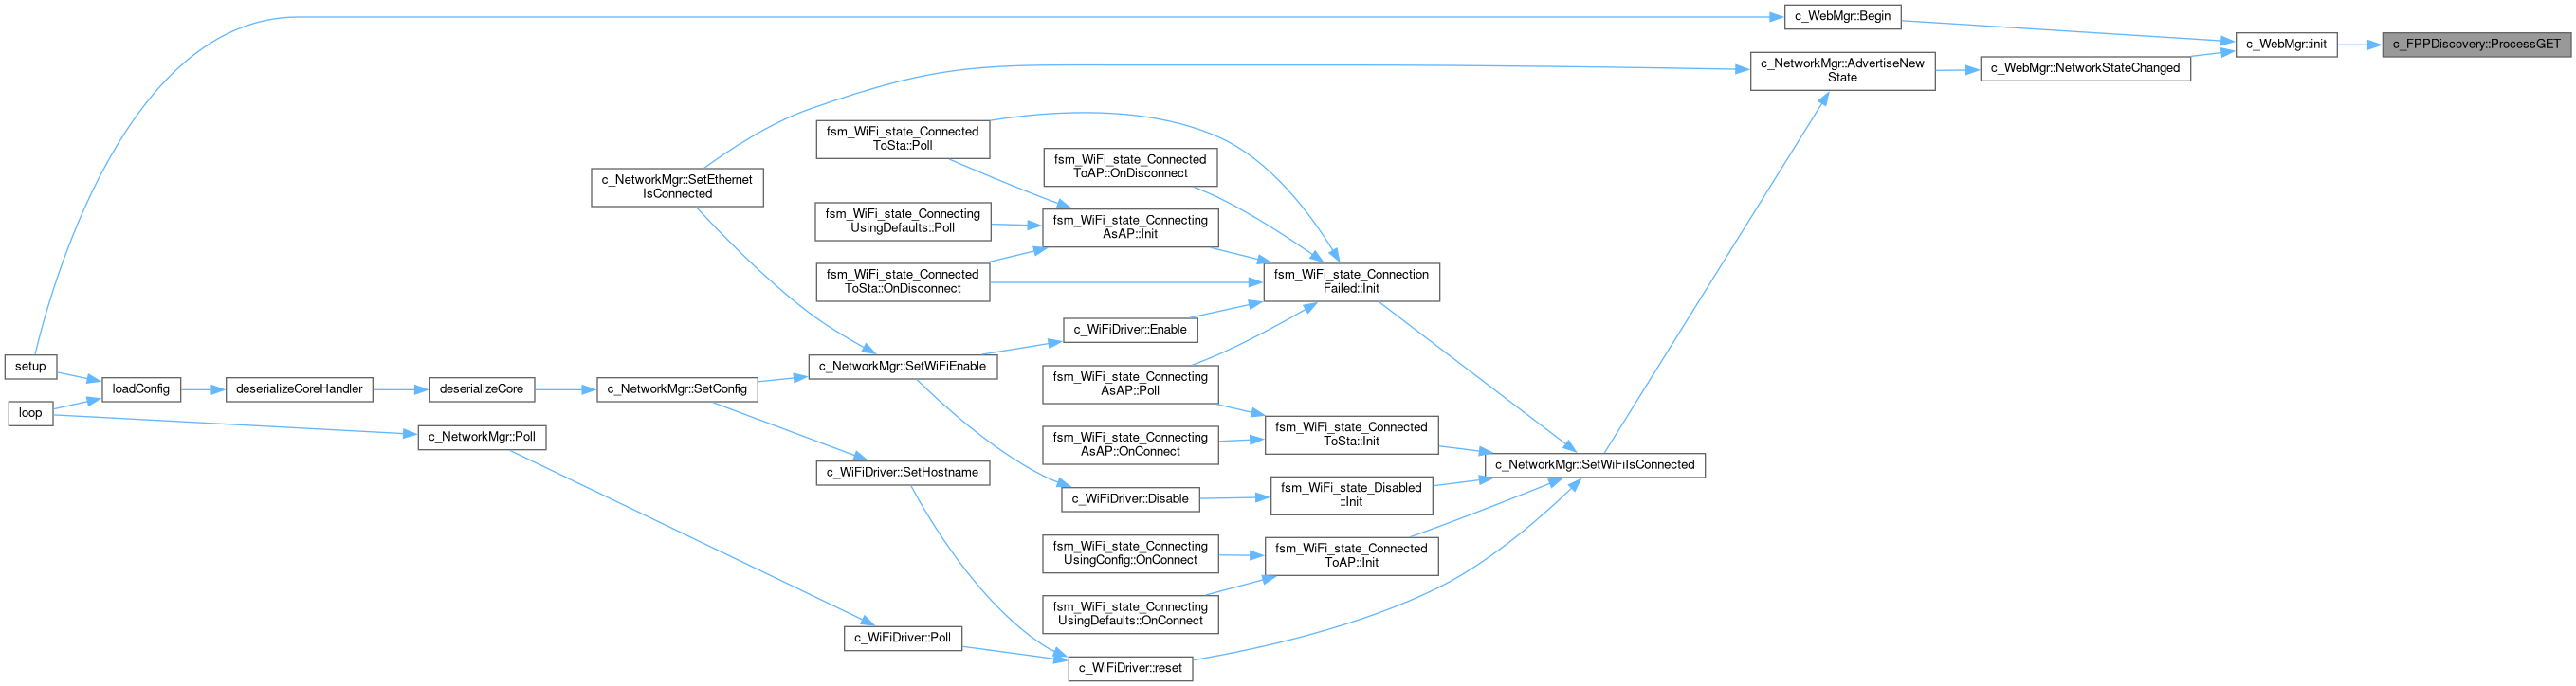 c_WebMgr::Begin
c_WebMgr::init
c_FPPDiscovery::ProcessGET
c_NetworkMgr::AdvertiseNew
State
c_WebMgr::NetworkStateChanged
fsm_WiFi_state_Connected
ToSta::Poll
fsm_WiFi_state_Connected
ToAP::OnDisconnect
c_NetworkMgr::SetEthernet
IsConnected
fsm_WiFi_state_Connecting
UsingDefaults::Poll
fsm_WiFi_state_Connecting
AsAP::Init
fsm_WiFi_state_Connected
ToSta::OnDisconnect
fsm_WiFi_state_Connection
Failed::Init
c_WiFiDriver::Enable
setup
c_NetworkMgr::SetWiFiEnable
loadConfig
deserializeCoreHandler
deserializeCore
c_NetworkMgr::SetConfig
fsm_WiFi_state_Connecting
AsAP::Poll
loop
c_NetworkMgr::Poll
fsm_WiFi_state_Connecting
AsAP::OnConnect
fsm_WiFi_state_Connected
ToSta::Init
c_NetworkMgr::SetWiFiIsConnected
c_WiFiDriver::SetHostname
c_WiFiDriver::Disable
fsm_WiFi_state_Disabled
::Init
fsm_WiFi_state_Connecting
UsingConfig::OnConnect
fsm_WiFi_state_Connected
ToAP::Init
fsm_WiFi_state_Connecting
UsingDefaults::OnConnect
c_WiFiDriver::Poll
c_WiFiDriver::reset